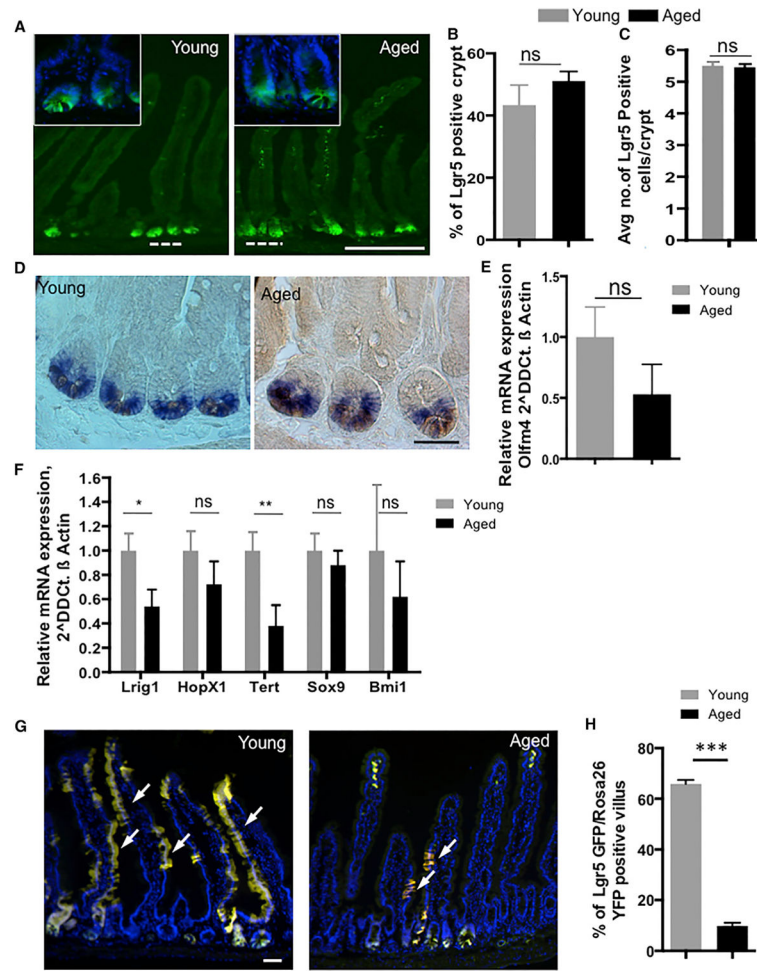 Young Aged
A
Young
Aged
B
ns
% of Lgr5 positive crypt
60
40
20
0
C
ns
Avg no.of Lgr5 Positive
cells/crypt
6
5
4
3
2
1
0
D
Young
Aged
E
ns
Relative mRNA expression
Olfm4 2^DDCt. ß Actin
1.5
1.0
0.5
0.0
Young
Aged
F
Relative mRNA expression,
2^DDCt. ß Actin
1.6
1.4
1.2
1.0
0.8
0.6
0.4
0.2
0.0
*
ns
**
ns
ns
Young
Aged
Lrig1 HopX1 Tert Sox9 Bmi1
G
Young
Aged
H
Young
Aged
***
% of Lgr5 GFP/Rosa26
YFP positive villus
80
60
40
20
0